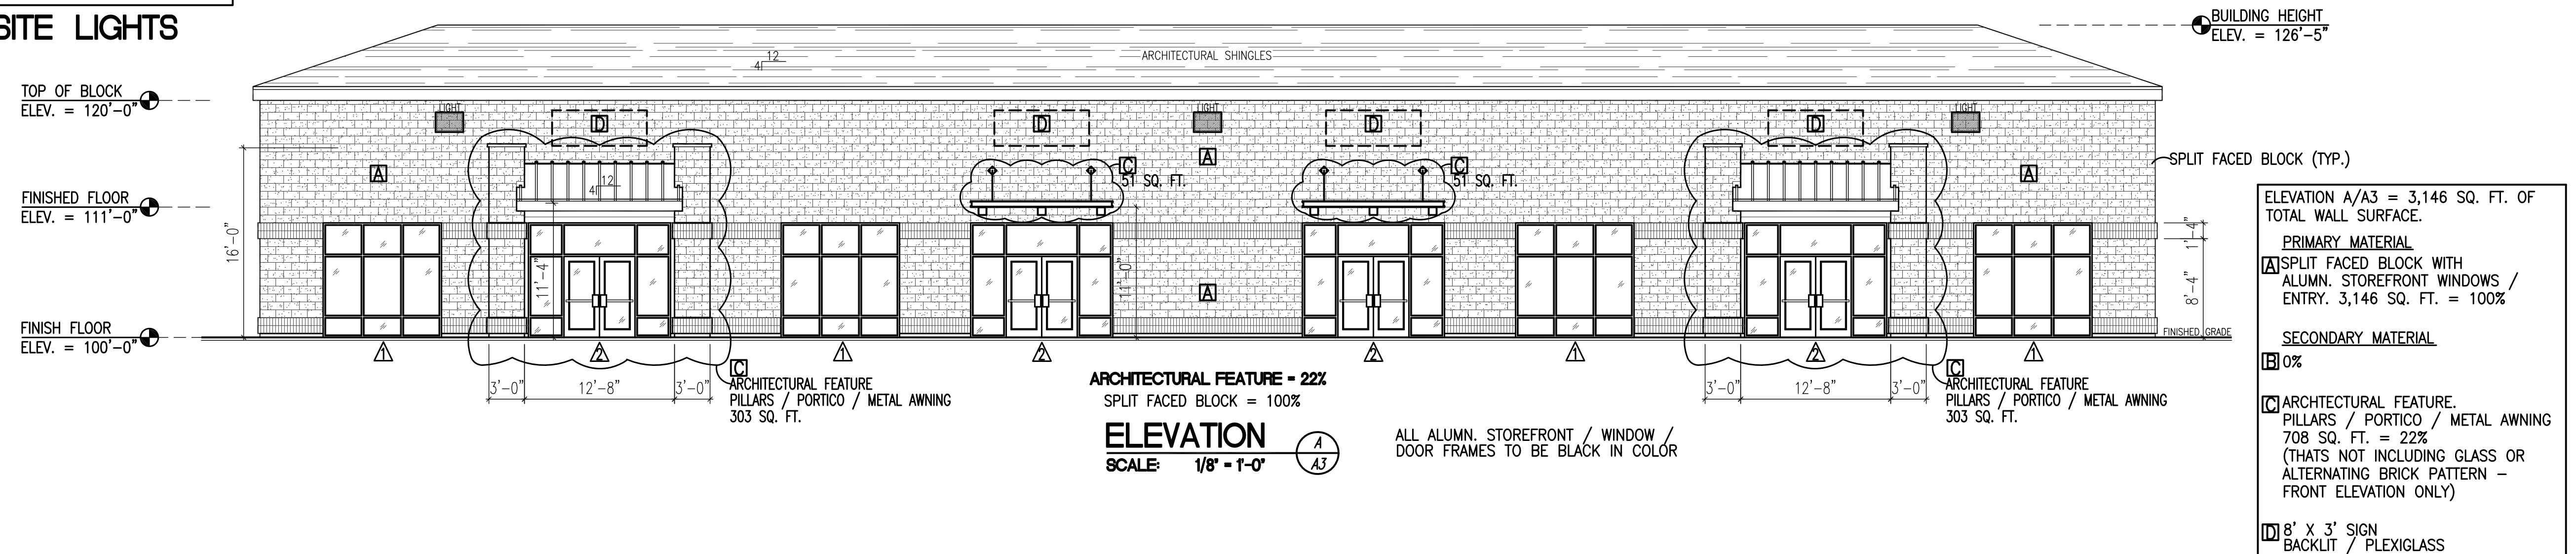 SITE LIGHTS
BUILDING HEIGHT
ELEV. = 126'-5"
ARCHITECTURAL SHINGLES
12
4
TOP OF BLOCK
ELEV. = 120'-0"
LIGHT
LIGHT
LIGHT
D
D
D
D
A
A
A
A
C
51 SQ. FT.
C
51 SQ. FT.
12
4
SPLIT FACED BLOCK (TYP.)
FINISHED FLOOR
ELEV. = 111'-0"
16'-0"
11'-4"
11'-0"
1'-4"
8'-4"
FINISH FLOOR
ELEV. = 100'-0"
FINISHED GRADE
1
2
1
2
2
1
2
1
3'-0"
12'-8"
3'-0"
C
ARCHITECTURAL FEATURE
PILLARS / PORTICO / METAL AWNING
303 SQ. FT.
3'-0"
12'-8"
3'-0"
C
ARCHITECTURAL FEATURE
PILLARS / PORTICO / METAL AWNING
303 SQ. FT.
ARCHITECTURAL FEATURE = 22%
SPLIT FACED BLOCK = 100%
ELEVATION
A
A3
SCALE: 1/8" = 1'-0"
ALL ALUMN. STOREFRONT / WINDOW /
DOOR FRAMES TO BE BLACK IN COLOR
ELEVATION A/A3 = 3,146 SQ. FT. OF
TOTAL WALL SURFACE.
PRIMARY MATERIAL
A SPLIT FACED BLOCK WITH
ALUMN. STOREFRONT WINDOWS /
ENTRY. 3,146 SQ. FT. = 100%
SECONDARY MATERIAL
B 0%
C ARCHTECTURAL FEATURE.
PILLARS / PORTICO / METAL AWNING
708 SQ. FT. = 22%
(THATS NOT INCLUDING GLASS OR
ALTERNATING BRICK PATTERN -
FRONT ELEVATION ONLY)
D 8' X 3' SIGN
BACKLIT / PLEXIGLASS